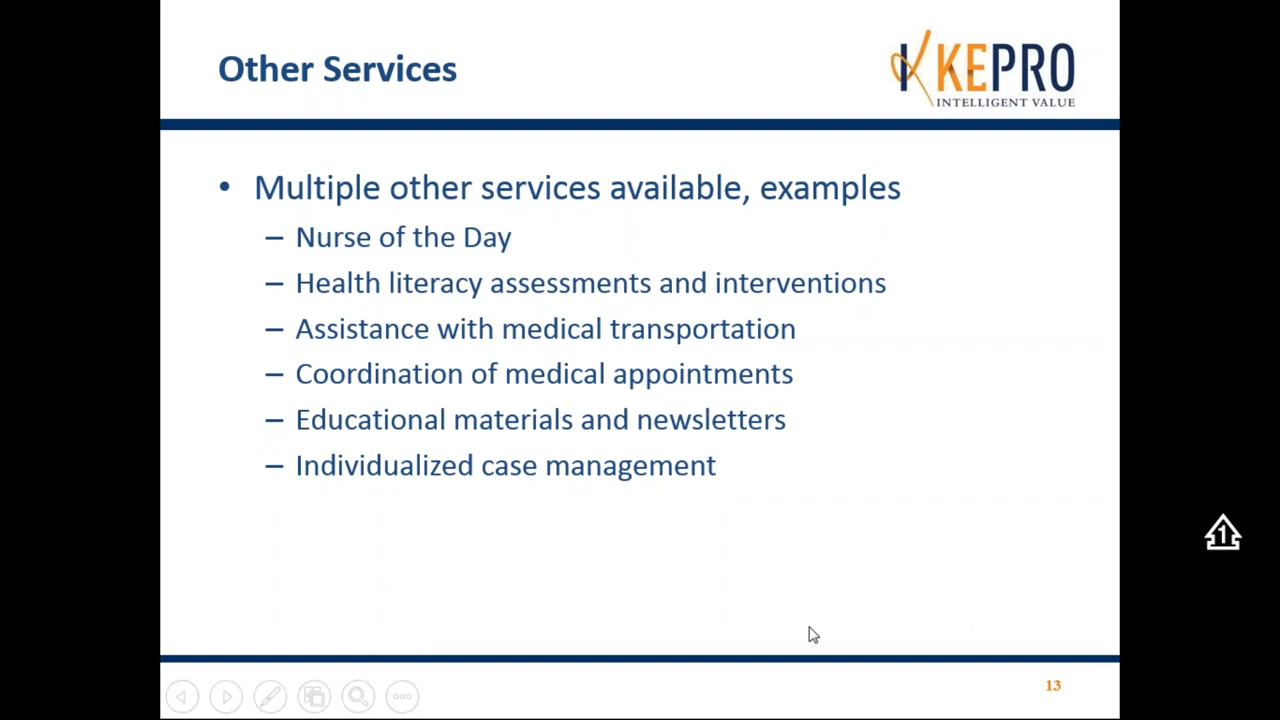 Other Services
KEPRO
INTELLIGENT VALUE
• Multiple other services available, examples
– Nurse of the Day
– Health literacy assessments and interventions
– Assistance with medical transportation
– Coordination of medical appointments
– Educational materials and newsletters
– Individualized case management
1
13